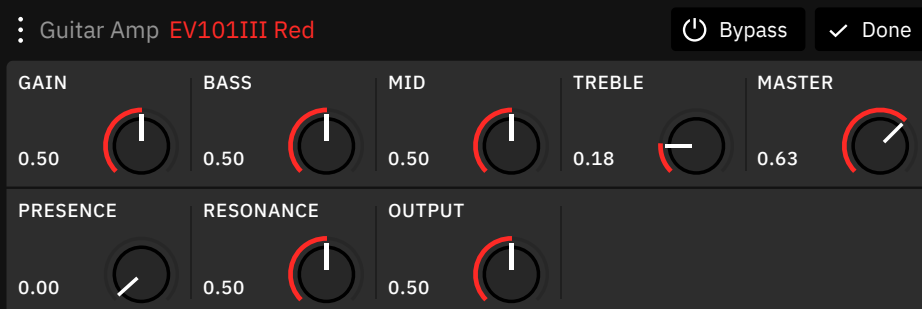 Guitar Amp EV101III Red Bypass Done
GAIN BASS MID TREBLE MASTER
0.50 0.50 0.50 0.18 0.63
PRESENCE RESONANCE OUTPUT
0.00 0.50 0.50